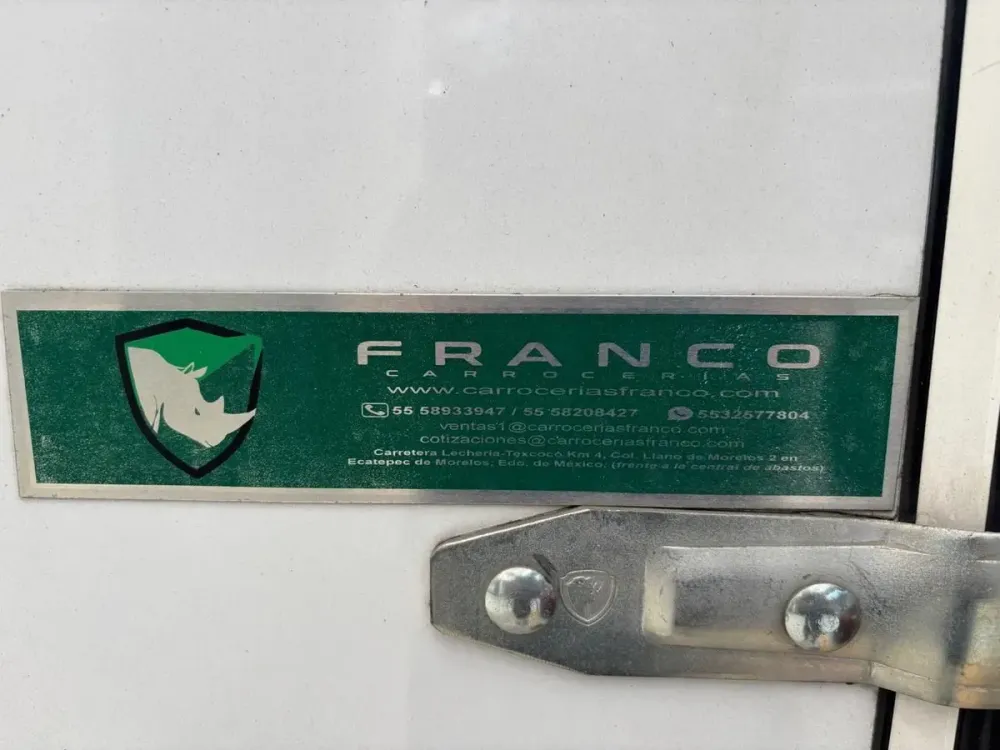 FRANCO
CARROCERIAS
www.carroceriasfranco.com
55 58933947 / 55 58208427 5532577804
ventas1@carroceriasfranco.com
cotizaciones@carroceriasfranco.com
Carretera Lechería-Texcoco Km 4, Col. Llano de Morelos 2 en
Ecatepec de Morelos, Edo. de México, (frente a la central de abastos)